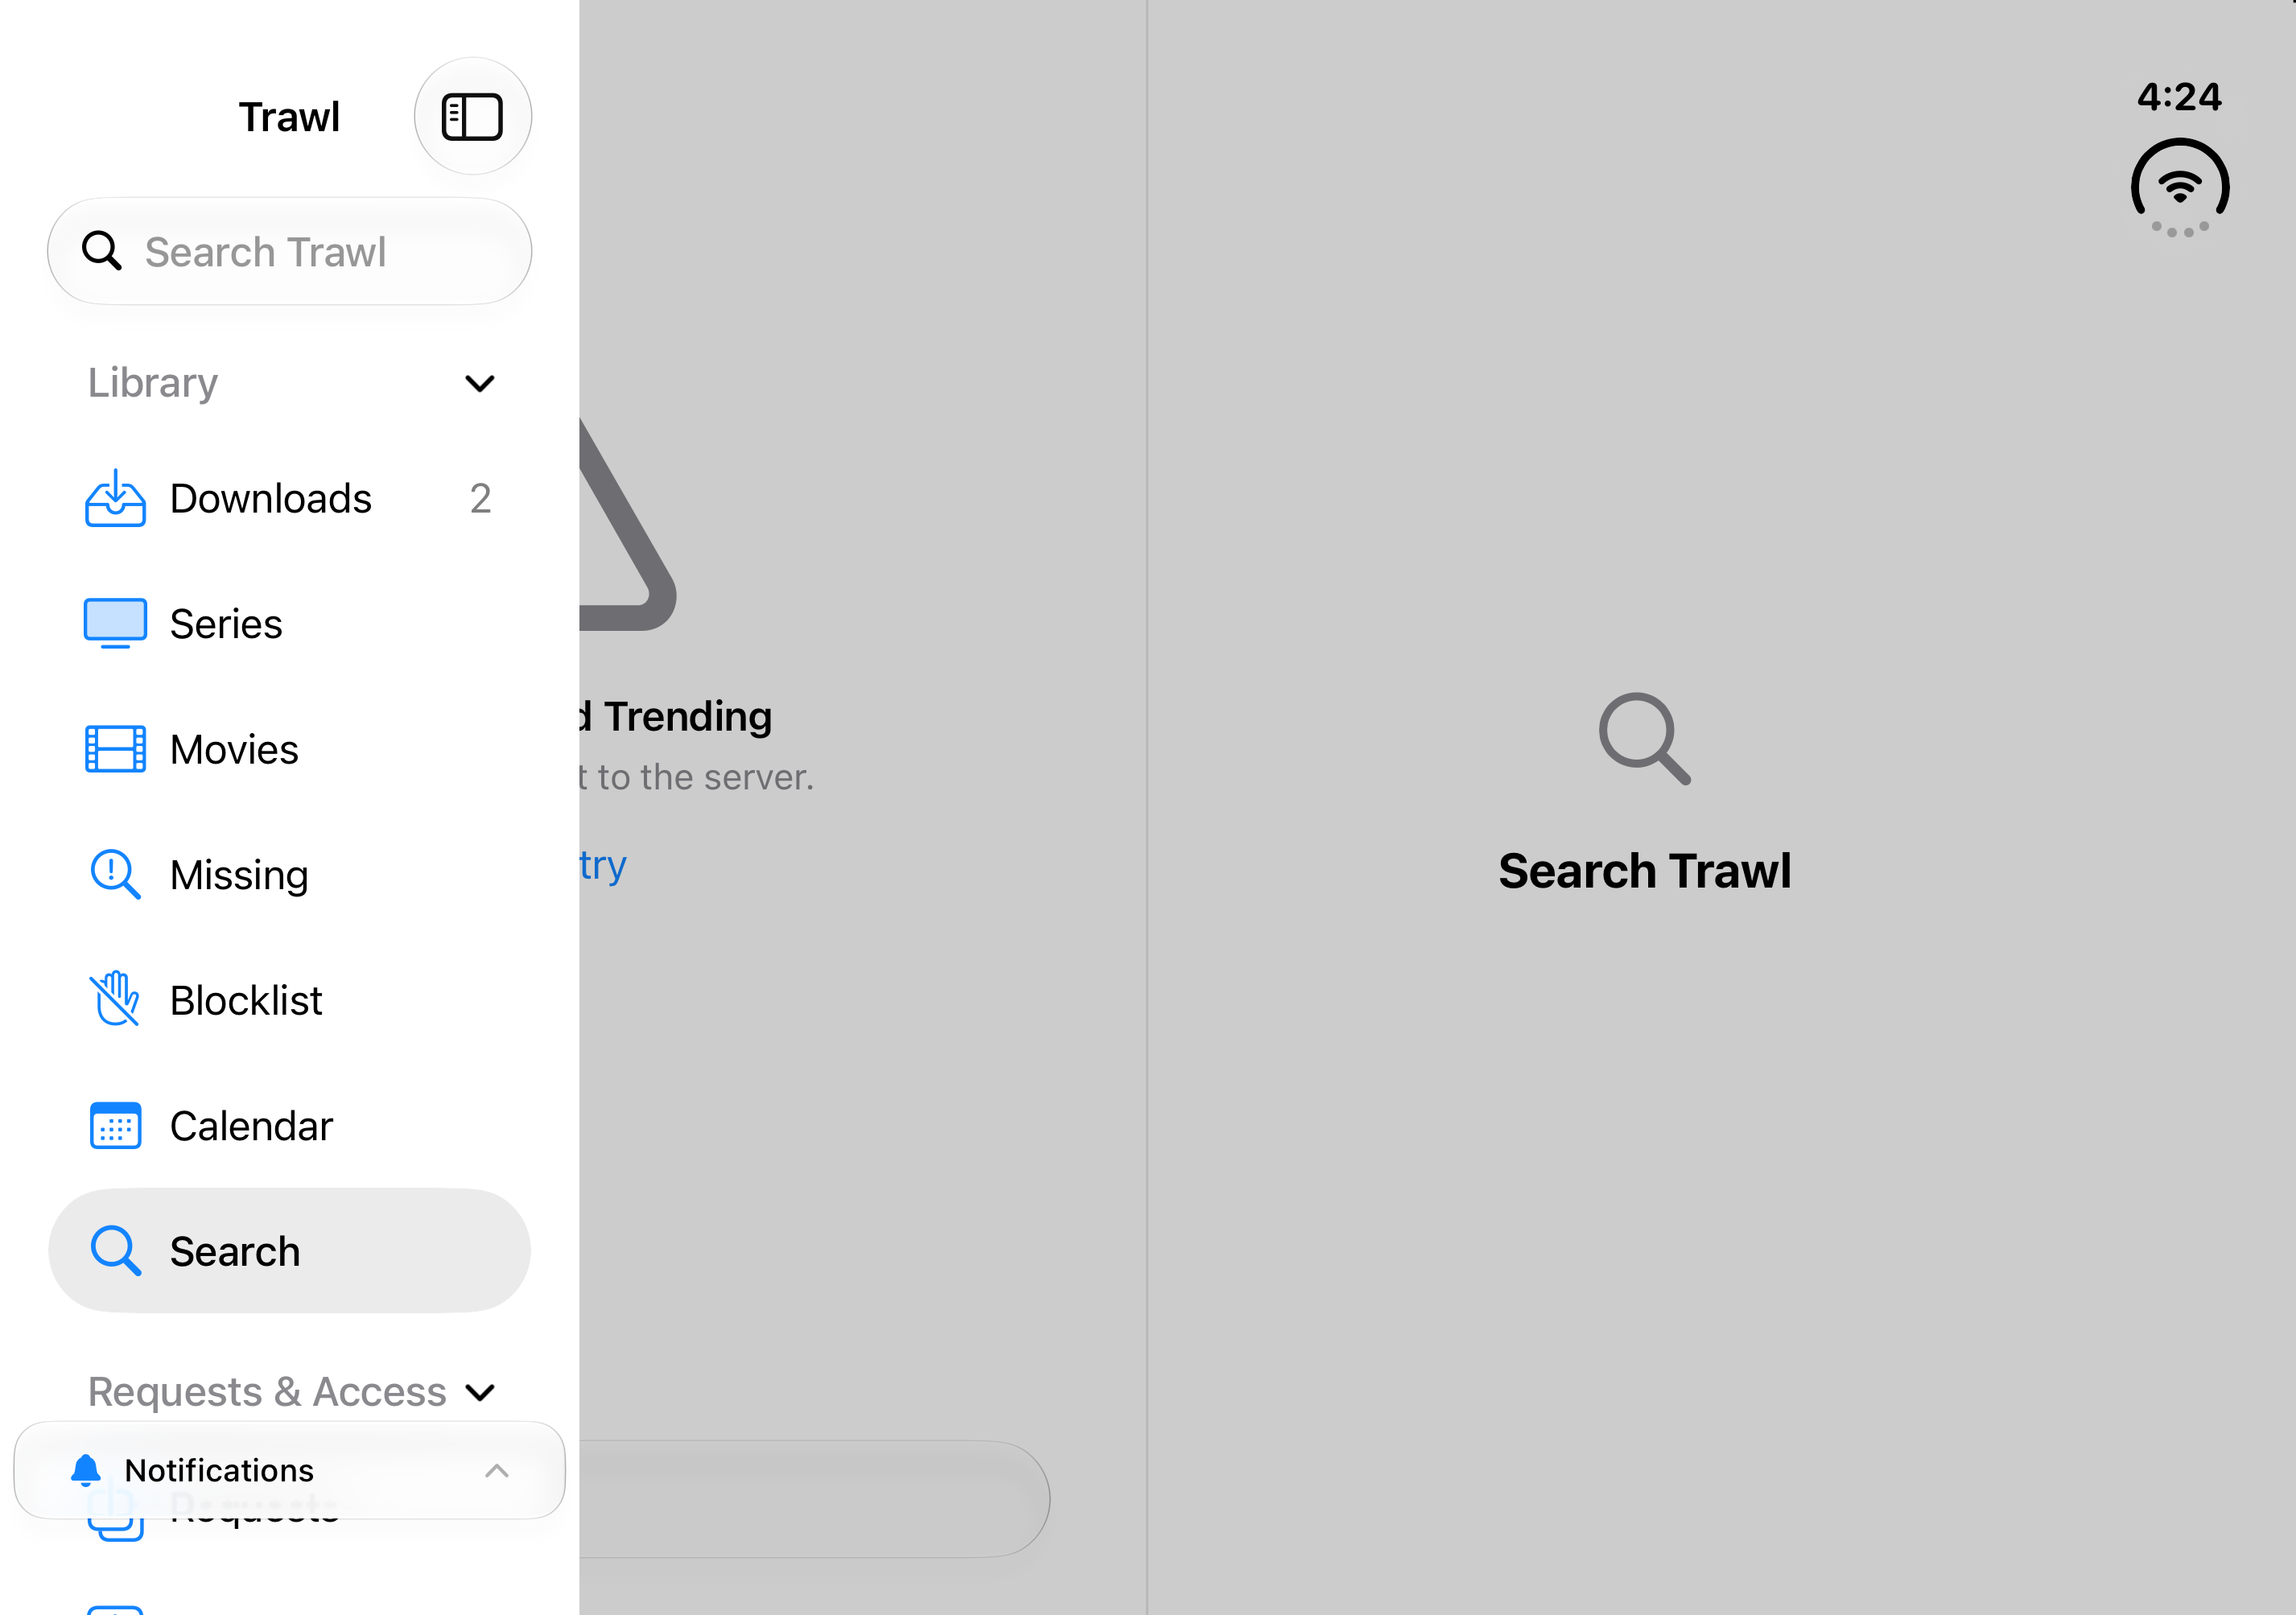 Trawl
4:24
Search Trawl
Library
Downloads 2
Series
Movies
d Trending
t to the server.
Missing
try
Search Trawl
Blocklist
Calendar
Search
Requests & Access
Notifications
Requests